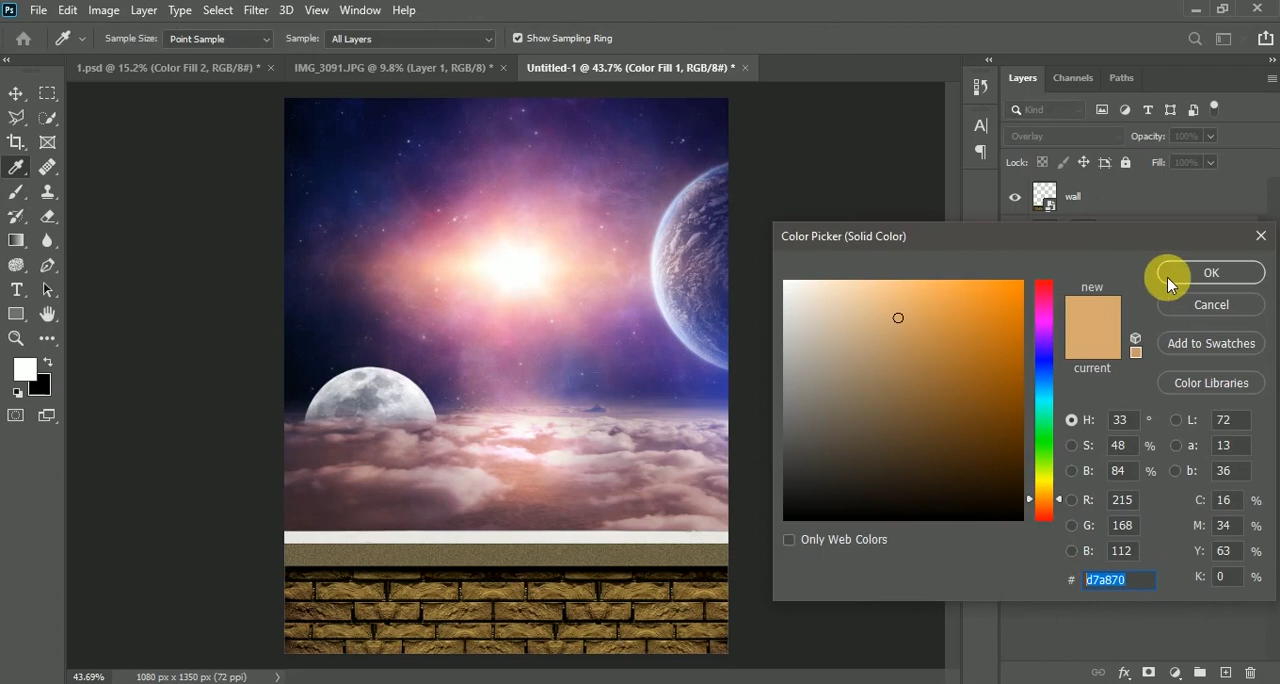 Ps File Edit Image Layer Type Select Filter 3D View Window Help
Sample Size: Point Sample Sample: All Layers Show Sampling Ring
1.psd @ 15.2% (Color Fill 2, RGB/8#) * × IMG_3091.JPG @ 9.8% (Layer 1, RGB/8) * × Untitled-1 @ 43.7% (Color Fill 1, RGB/8#) * ×
Layers Channels Paths
Kind
Overlay Opacity: 100%
Lock: Fill: 100%
wall
Color Picker (Solid Color)
OK
new
Cancel
Add to Swatches
current
Color Libraries
H: 33 ° L: 72
S: 48 % a: 13
B: 84 % b: 36
R: 215 C: 16 %
G: 168 M: 34 %
Only Web Colors
B: 112 Y: 63 %
# d7a870 K: 0 %
43.69% 1080 px x 1350 px (72 ppi)